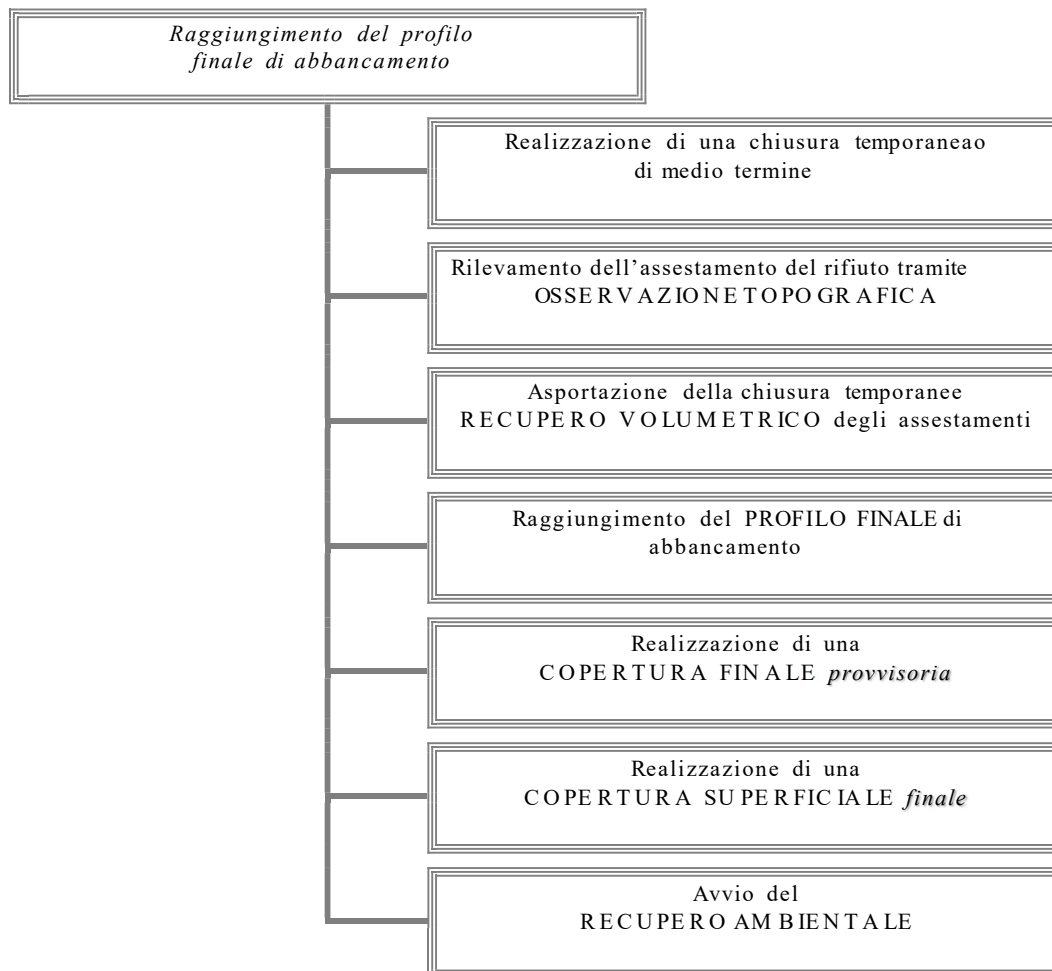 Raggiungimento del profilo
finale di abbancamento
Realizzazione di una chiusura temporaneao
di medio termine
Rilevamento dell’assestamento del rifiuto tramite
OSSERVAZIONE TOPOGRAFICA
Asportazione della chiusura temporanee
RECUPERO VOLUMETRICO degli assestamenti
Raggiungimento del PROFILO FINALE di
abbancamento
Realizzazione di una
COPERTURA FINALE provvisoria
Realizzazione di una
COPERTURA SUPERFICIALE finale
Avvio del
RECUPERO AMBIENTALE